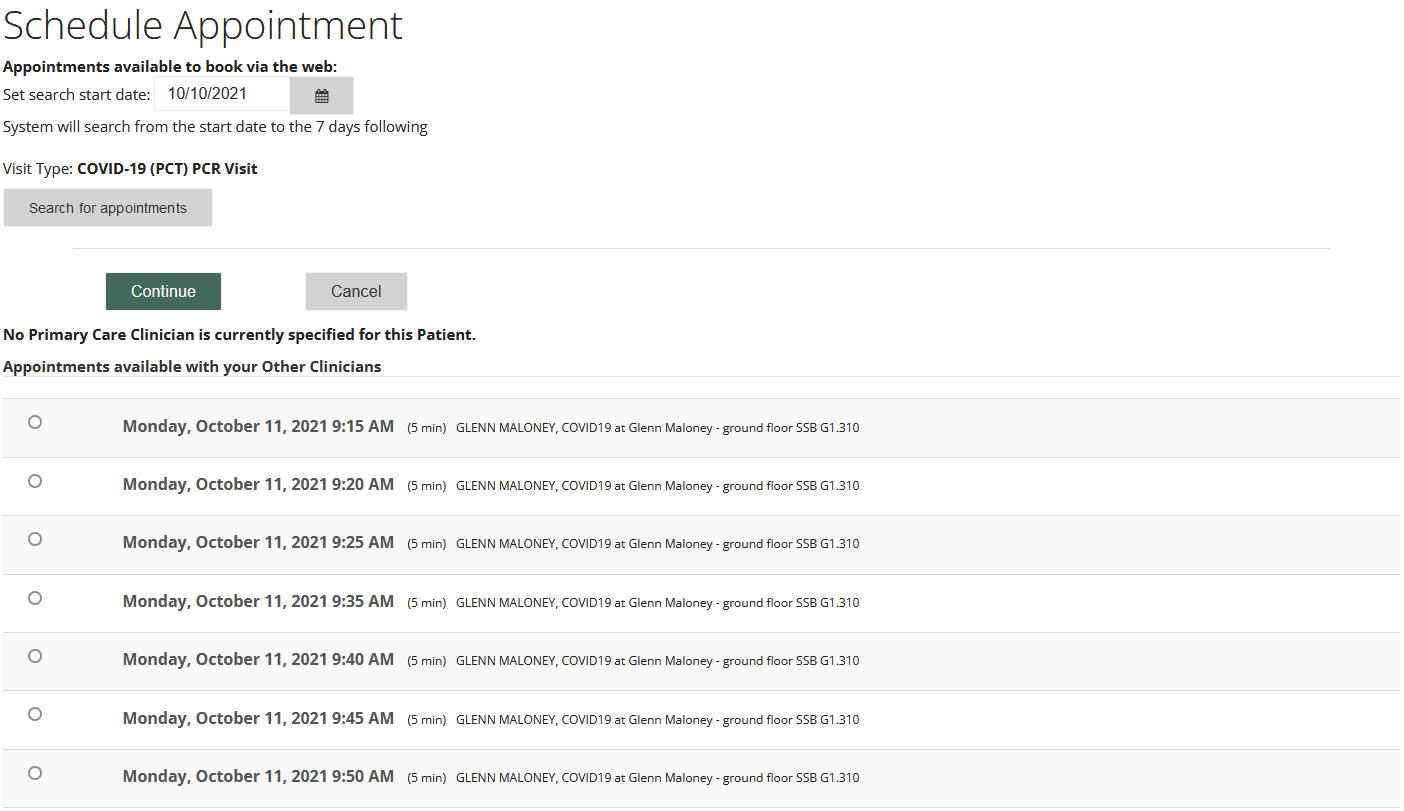 Schedule Appointment
Appointments available to book via the web:
Set search start date: 10/10/2021
System will search from the start date to the 7 days following
Visit Type: COVID-19 (PCT) PCR Visit
Search for appointments
Continue Cancel
No Primary Care Clinician is currently specified for this Patient.
Appointments available with your Other Clinicians
Monday, October 11, 2021 9:15 AM (5 min) GLENN MALONEY, COVID19 at Glenn Maloney - ground floor SSB G1.310
Monday, October 11, 2021 9:20 AM (5 min) GLENN MALONEY, COVID19 at Glenn Maloney - ground floor SSB G1.310
Monday, October 11, 2021 9:25 AM (5 min) GLENN MALONEY, COVID19 at Glenn Maloney - ground floor SSB G1.310
Monday, October 11, 2021 9:35 AM (5 min) GLENN MALONEY, COVID19 at Glenn Maloney - ground floor SSB G1.310
Monday, October 11, 2021 9:40 AM (5 min) GLENN MALONEY, COVID19 at Glenn Maloney - ground floor SSB G1.310
Monday, October 11, 2021 9:45 AM (5 min) GLENN MALONEY, COVID19 at Glenn Maloney - ground floor SSB G1.310
Monday, October 11, 2021 9:50 AM (5 min) GLENN MALONEY, COVID19 at Glenn Maloney - ground floor SSB G1.310